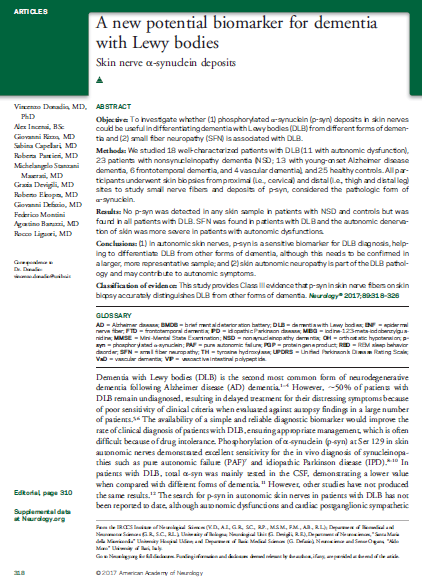 ARTICLES
A new potential biomarker for dementia
with Lewy bodies
Skin nerve α-synuclein deposits
Vincenzo Donadio, MD,
PhD
Alex Incensi, BSc
Giovanni Rizzo, MD
Sabina Capellari, MD
Roberta Pantieri, MD
Michelangelo Stanzani
Maserati, MD
Grazia Devigili, MD
Roberto Eleopra, MD
Giovanni Defazio, MD
Federico Montini
Agostino Baruzzi, MD
Rocco Liguori, MD
Correspondence to
Dr. Donadio:
vincenzo.donadio@unibo.it
Editorial, page 310
Supplemental data
at Neurology.org
ABSTRACT
Objective: To investigate whether (1) phosphorylated α-synuclein (p-syn) deposits in skin nerves
could be useful in differentiating dementia with Lewy bodies (DLB) from different forms of demen-
tia and (2) small fiber neuropathy (SFN) is associated with DLB.
Methods: We studied 18 well-characterized patients with DLB (11 with autonomic dysfunction),
23 patients with nonsynucleinopathy dementia (NSD; 13 with young-onset Alzheimer disease
dementia, 6 frontotemporal dementia, and 4 vascular dementia), and 25 healthy controls. All par-
ticipants underwent skin biopsies from proximal (i.e., cervical) and distal (i.e., thigh and distal leg)
sites to study small nerve fibers and deposits of p-syn, considered the pathologic form of
α-synuclein.
Results: No p-syn was detected in any skin sample in patients with NSD and controls but was
found in all patients with DLB. SFN was found in patients with DLB and the autonomic denerva-
tion of skin was more severe in patients with autonomic dysfunctions.
Conclusions: (1) In autonomic skin nerves, p-syn is a sensitive biomarker for DLB diagnosis, help-
ing to differentiate DLB from other forms of dementia, although this needs to be confirmed in
a larger, more representative sample; and (2) skin autonomic neuropathy is part of the DLB pathol-
ogy and may contribute to autonomic symptoms.
Classification of evidence: This study provides Class III evidence that p-syn in skin nerve fibers on skin
biopsy accurately distinguishes DLB from other forms of dementia. Neurology® 2017;89:318–326
GLOSSARY
AD = Alzheimer disease; BMDB = brief mental deterioration battery; DLB = dementia with Lewy bodies; ENF = epidermal
nerve fiber; FTD = frontotemporal dementia; IPD = idiopathic Parkinson disease; MIBG = iodine-123-meta-iodobenzylgua-
nidine; MMSE = Mini-Mental State Examination; NSD = nonsynucleinopathy dementia; OH = orthostatic hypotension; p-
syn = phosphorylated α-synuclein; PAF = pure autonomic failure; PGP = protein gene product; RBD = REM sleep behavior
disorder; SFN = small fiber neuropathy; TH = tyrosine hydroxylase; UPDRS = Unified Parkinson's Disease Rating Scale;
VaD = vascular dementia; VIP = vasoactive intestinal polypeptide.
Dementia with Lewy bodies (DLB) is the second most common form of neurodegenerative
dementia following Alzheimer disease (AD) dementia.1–4 However, ~50% of patients with
DLB remain undiagnosed, resulting in delayed treatment for their distressing symptoms because
of poor sensitivity of clinical criteria when evaluated against autopsy findings in a large number
of patients.5,6 The availability of a simple and reliable diagnostic biomarker would improve the
rate of clinical diagnosis of patients with DLB, ensuring appropriate management, which is often
difficult because of drug intolerance. Phosphorylation of α-synuclein (p-syn) at Ser 129 in skin
autonomic nerves demonstrated excellent sensitivity for the in vivo diagnosis of synucleinopa-
thies such as pure autonomic failure (PAF)7 and idiopathic Parkinson disease (IPD).8–10 In
patients with DLB, total α-syn was mainly tested in the CSF, demonstrating a lower value
when compared with different forms of dementia.11 However, other studies have not produced
the same results.12 The search for p-syn in autonomic skin nerves in patients with DLB has not
been reported to date, although autonomic dysfunctions and cardiac postganglionic sympathetic
From the IRCCS Institute of Neurological Sciences (V.D., A.I., G.R., S.C., R.P., M.S.M., F.M., A.B., R.L.); Department of Biomedical and
Neuromotor Sciences (G.R., S.C., R.L.), University of Bologna; Neurological Unit (G. Devigili, R.E.), Department of Neurosciences, "Santa Maria
della Misericordia" University Hospital Udine; and Department of Basic Medical Sciences (G. Defazio), Neuroscience and Sense Organs, "Aldo
Moro" University of Bari, Italy.
Go to Neurology.org for full disclosures. Funding information and disclosures deemed relevant by the authors, if any, are provided at the end of the article.
318
© 2017 American Academy of Neurology